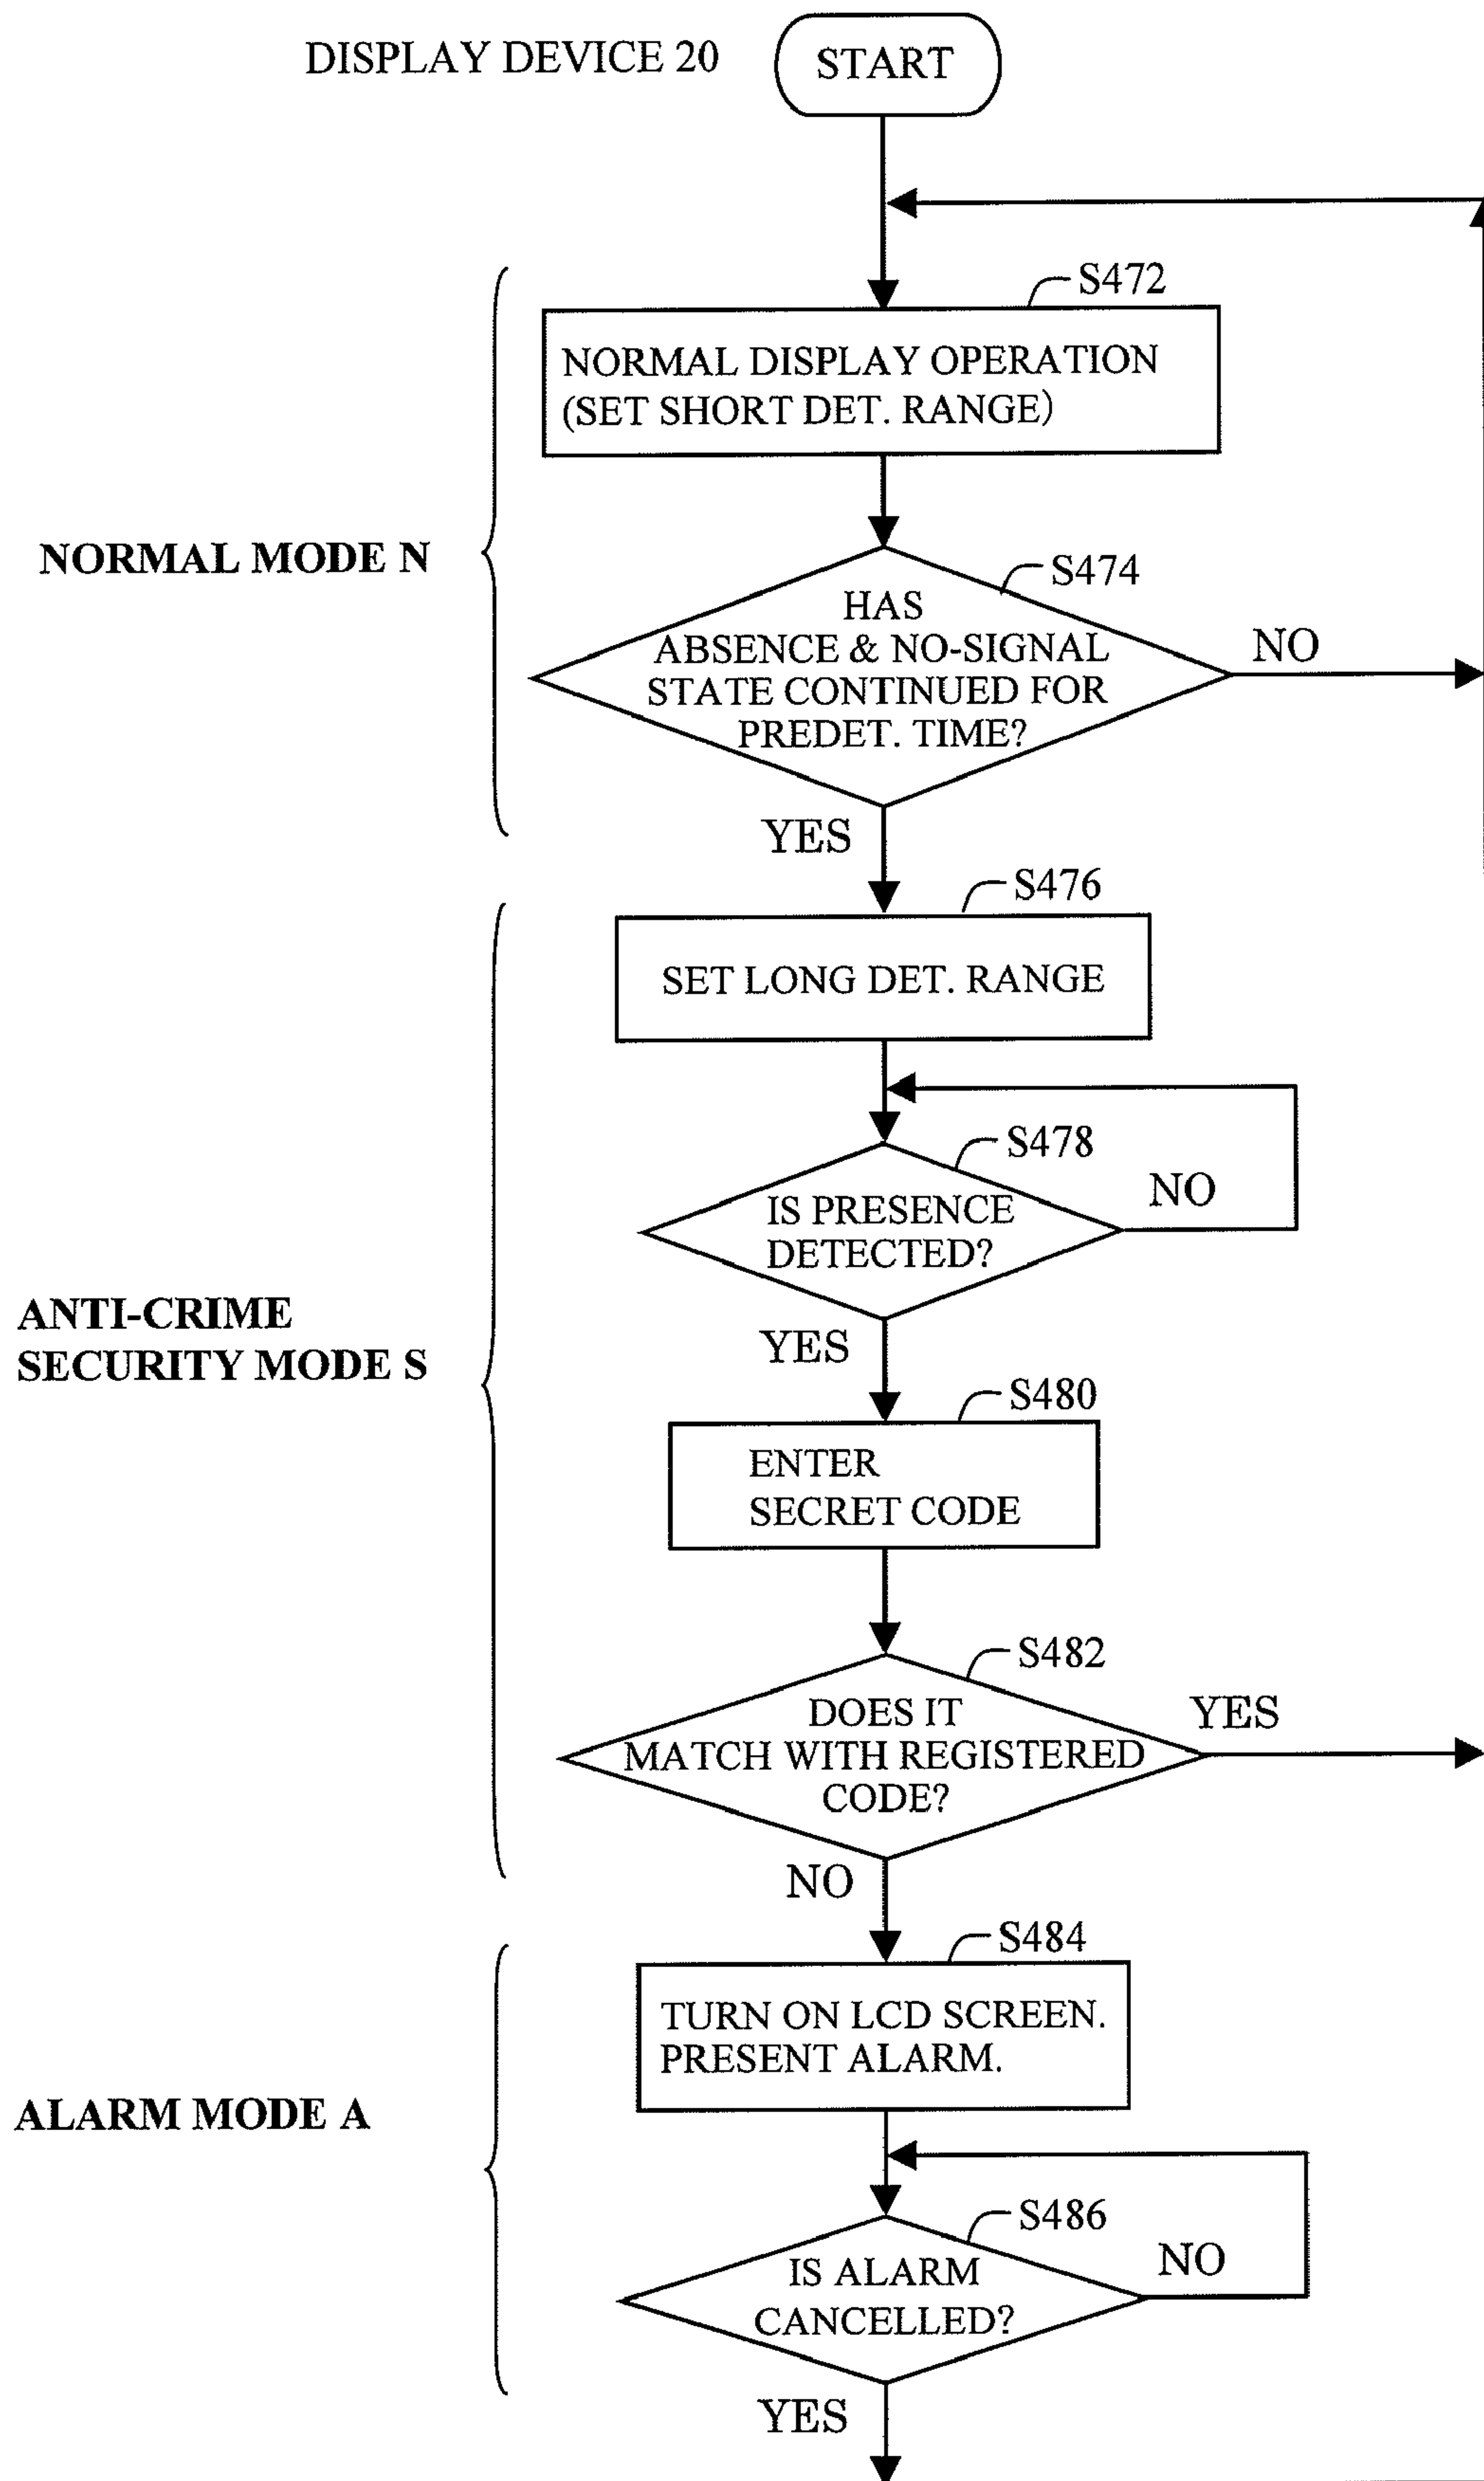 DISPLAY DEVICE 20
START
S472
NORMAL DISPLAY OPERATION
(SET SHORT DET. RANGE)
NORMAL MODE N
S474
HAS
ABSENCE & NO-SIGNAL
STATE CONTINUED FOR
PREDET. TIME?
NO
YES
S476
SET LONG DET. RANGE
S478
IS PRESENCE
DETECTED?
NO
YES
ANTI-CRIME
SECURITY MODE S
S480
ENTER
SECRET CODE
S482
DOES IT
MATCH WITH REGISTERED
CODE?
YES
NO
S484
TURN ON LCD SCREEN.
PRESENT ALARM.
ALARM MODE A
S486
IS ALARM
CANCELLED?
NO
YES